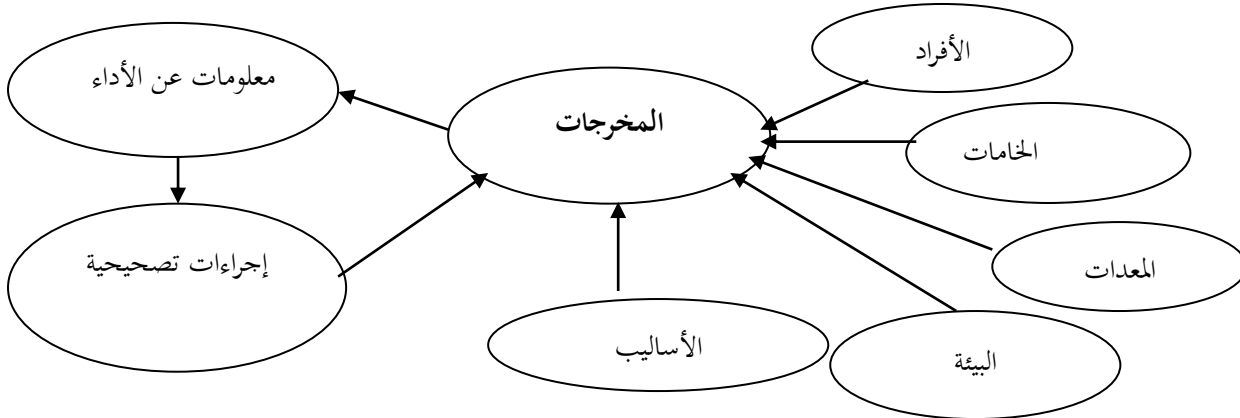 الأفراد
معلومات عن الأداء
المخرجات
الخامات
إجراءات تصحيحية
المعدات
الأساليب
البيئة